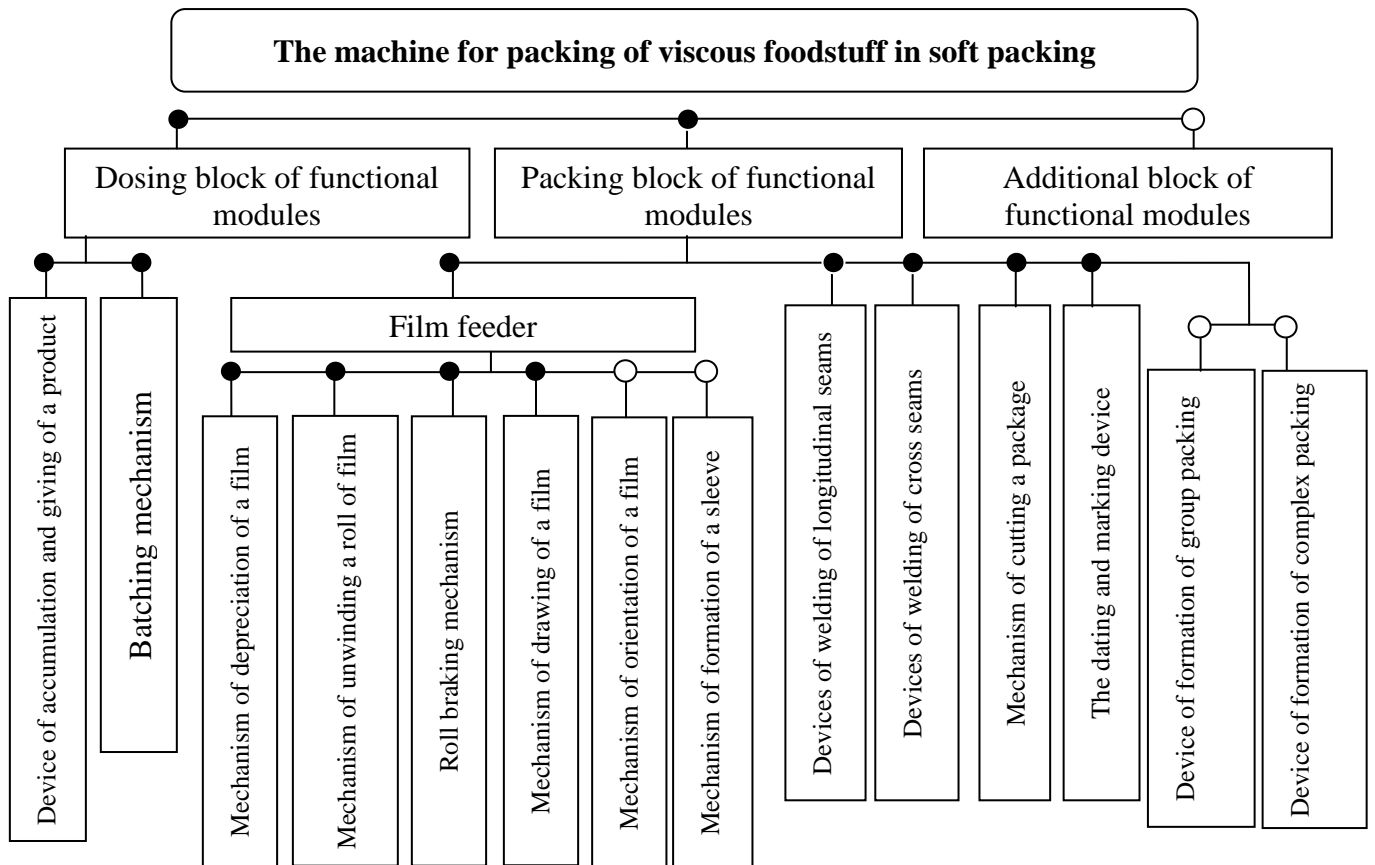 The machine for packing of viscous foodstuff in soft packing
Dosing block of functional
modules
Packing block of functional
modules
Additional block of
functional modules
Film feeder
Device of accumulation and giving of a product
Batching mechanism
Mechanism of depreciation of a film
Mechanism of unwinding a roll of film
Roll braking mechanism
Mechanism of drawing of a film
Mechanism of orientation of a film
Mechanism of formation of a sleeve
Devices of welding of longitudinal seams
Devices of welding of cross seams
Mechanism of cutting a package
The dating and marking device
Device of formation of group packing
Device of formation of complex packing